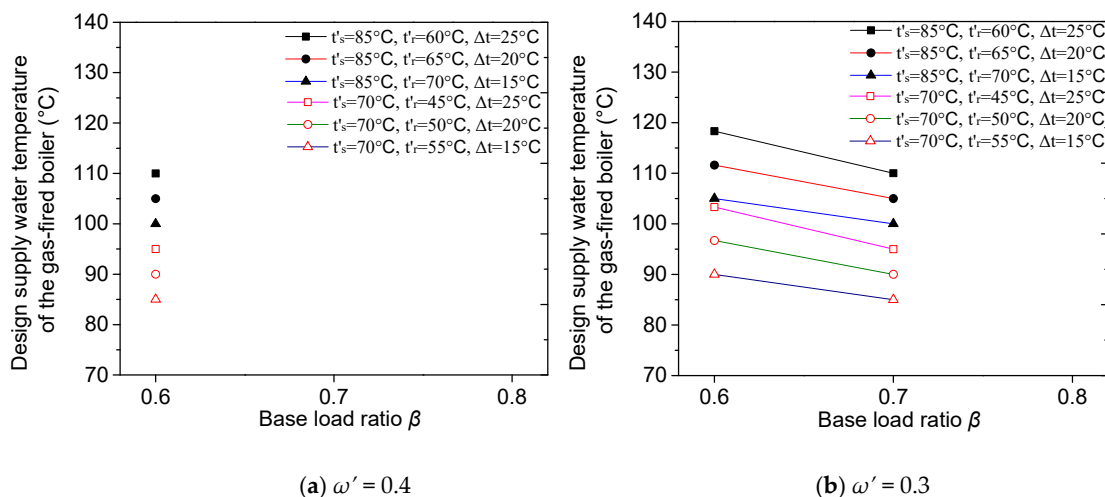 140
130
120
110
100
90
80
70
0.6
0.7
0.8
Design supply water temperature
of the gas-fired boiler (°C)
Base load ratio β
t's=85°C, t'r=60°C, Δt=25°C
t's=85°C, t'r=65°C, Δt=20°C
t's=85°C, t'r=70°C, Δt=15°C
t's=70°C, t'r=45°C, Δt=25°C
t's=70°C, t'r=50°C, Δt=20°C
t's=70°C, t'r=55°C, Δt=15°C
(a) ω′ = 0.4
140
130
120
110
100
90
80
70
0.6
0.7
0.8
Design supply water temperature
of the gas-fired boiler (°C)
Base load ratio β
t's=85°C, t'r=60°C, Δt=25°C
t's=85°C, t'r=65°C, Δt=20°C
t's=85°C, t'r=70°C, Δt=15°C
t's=70°C, t'r=45°C, Δt=25°C
t's=70°C, t'r=50°C, Δt=20°C
t's=70°C, t'r=55°C, Δt=15°C
(b) ω′ = 0.3